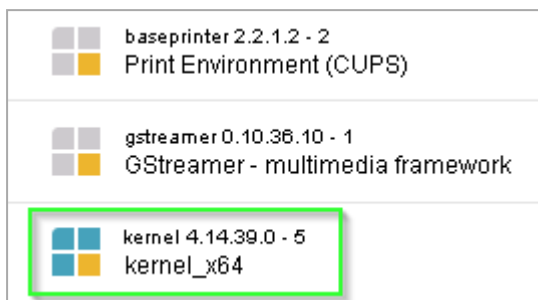 baseprinter 2.2.1.2 - 2
Print Environment (CUPS)
gstreamer 0.10.36.10 - 1
GStreamer - multimedia framework
kernel 4.14.39.0 - 5
kernel_x64